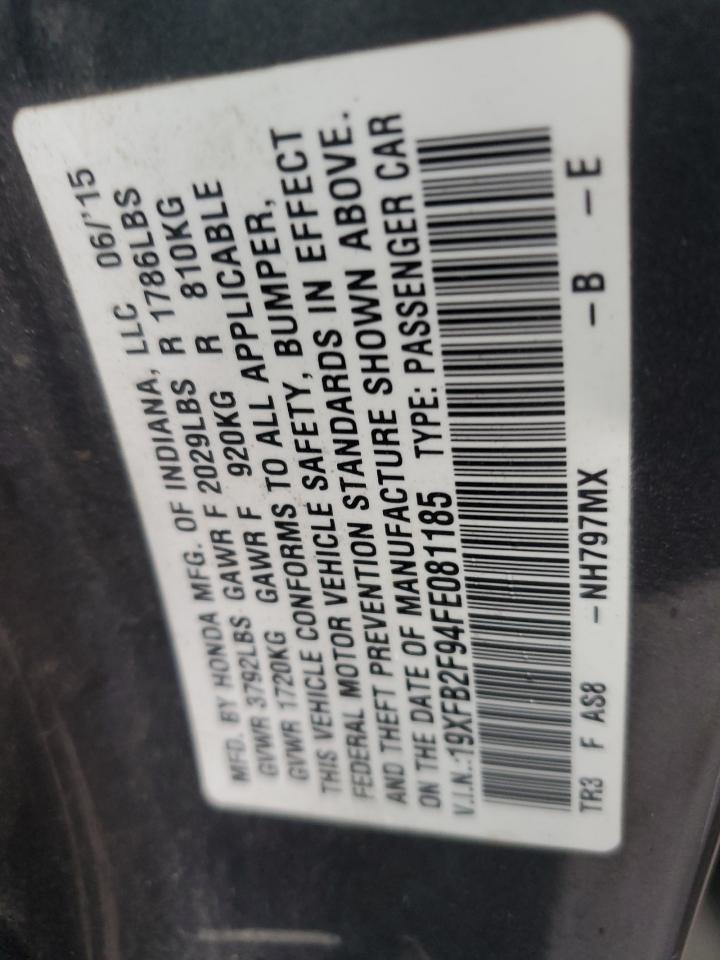 MFD. BY HONDA MFG. OF INDIANA, LLC 06/'15
GVWR 3792LBS GAWR F 2029LBS R 1786LBS
GVWR 1720KG GAWR F 920KG R 810KG
THIS VEHICLE CONFORMS TO ALL APPLICABLE
FEDERAL MOTOR VEHICLE SAFETY, BUMPER,
AND THEFT PREVENTION STANDARDS IN EFFECT
ON THE DATE OF MANUFACTURE SHOWN ABOVE.
V.I.N.:19XFB2F94FE081185 TYPE: PASSENGER CAR
TR3 F AS8 -NH797MX -B -E